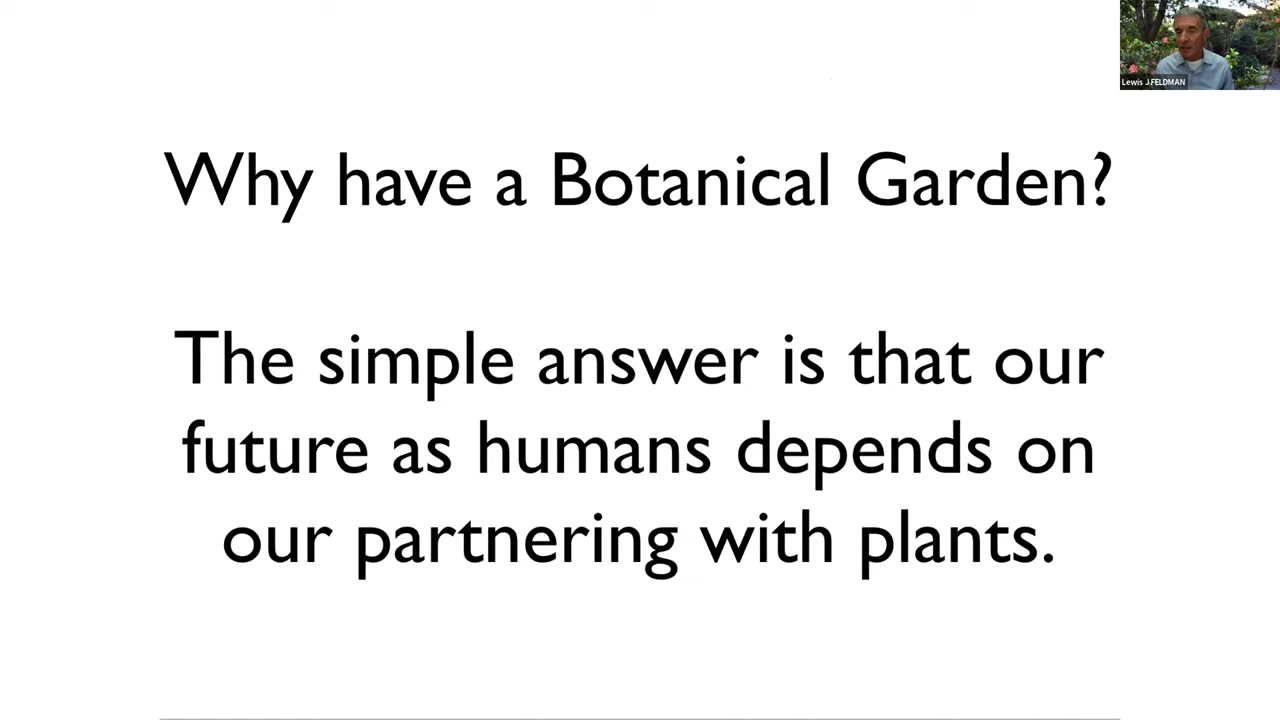 Lewis J.FELDMAN
Why have a Botanical Garden?
The simple answer is that our
future as humans depends on
our partnering with plants.